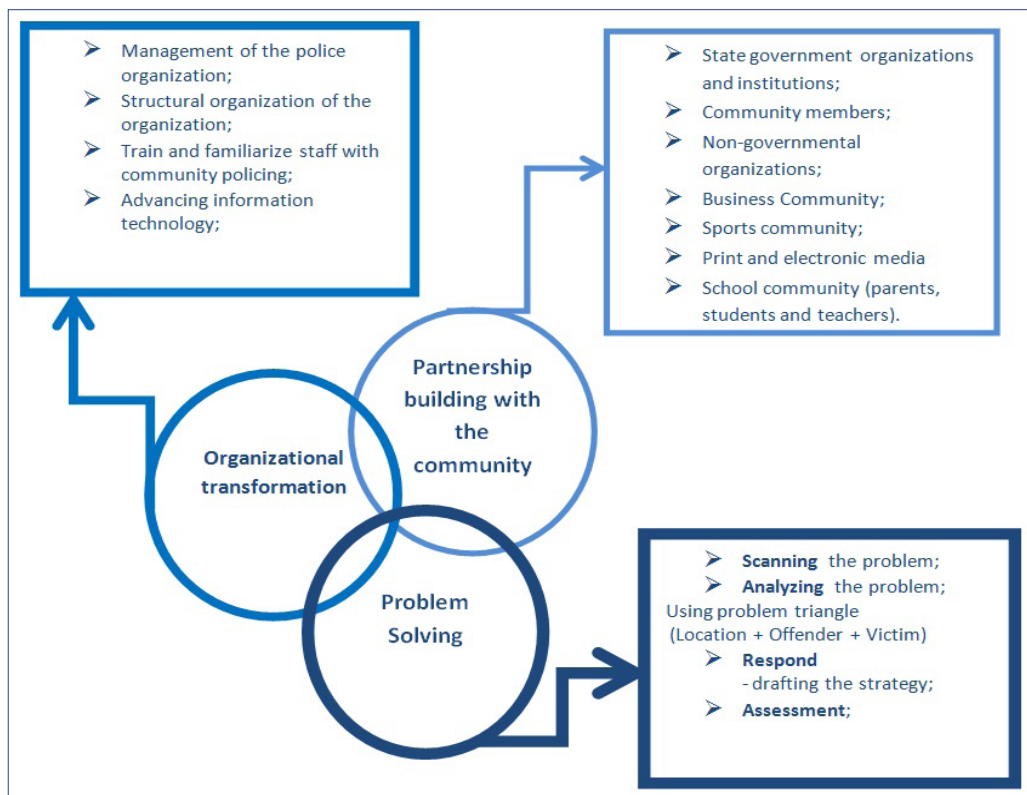 ➢ Management of the police
organization;
➢ Structural organization of the
organization;
➢ Train and familiarize staff with
community policing;
➢ Advancing information
technology;
➢ State government organizations
and institutions;
➢ Community members;
➢ Non-governmental
organizations;
➢ Business Community;
➢ Sports community;
➢ Print and electronic media
➢ School community (parents,
students and teachers).
Partnership
building with
the
community
Organizational
transformation
Problem
Solving
➢ Scanning the problem;
➢ Analyzing the problem;
Using problem triangle
(Location + Offender + Victim)
➢ Respond
- drafting the strategy;
➢ Assessment;